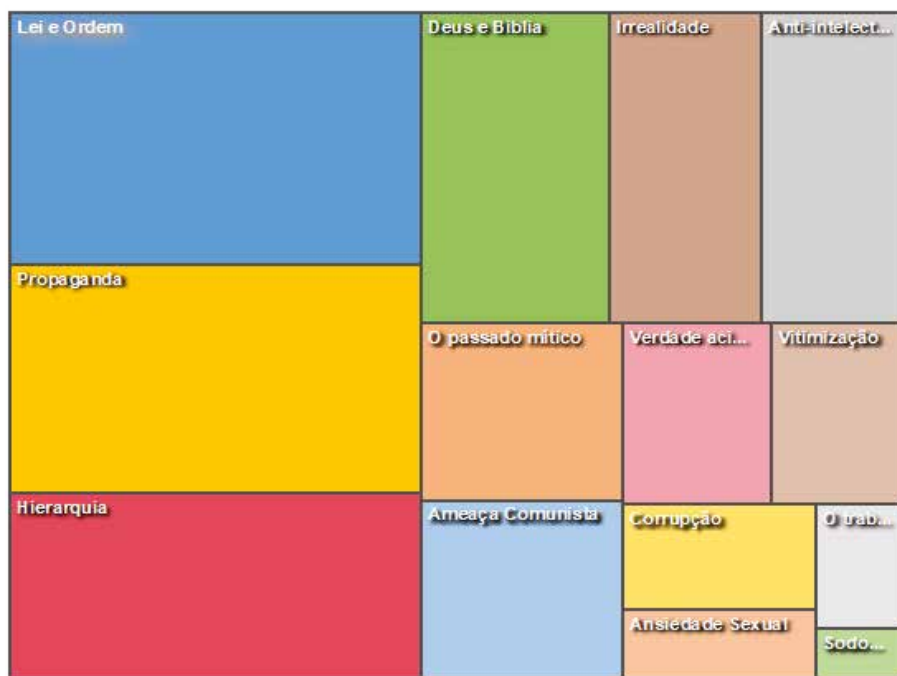 Lei e Ordem
Deus e Bíblia
Irrealidade
Anti-intelect...
Propaganda
O passado mítico
Verdade aci...
Vitimização
Hierarquia
Ameaça Comunista
Corrupção
O trab...
Ansiedade Sexual
Sodo...